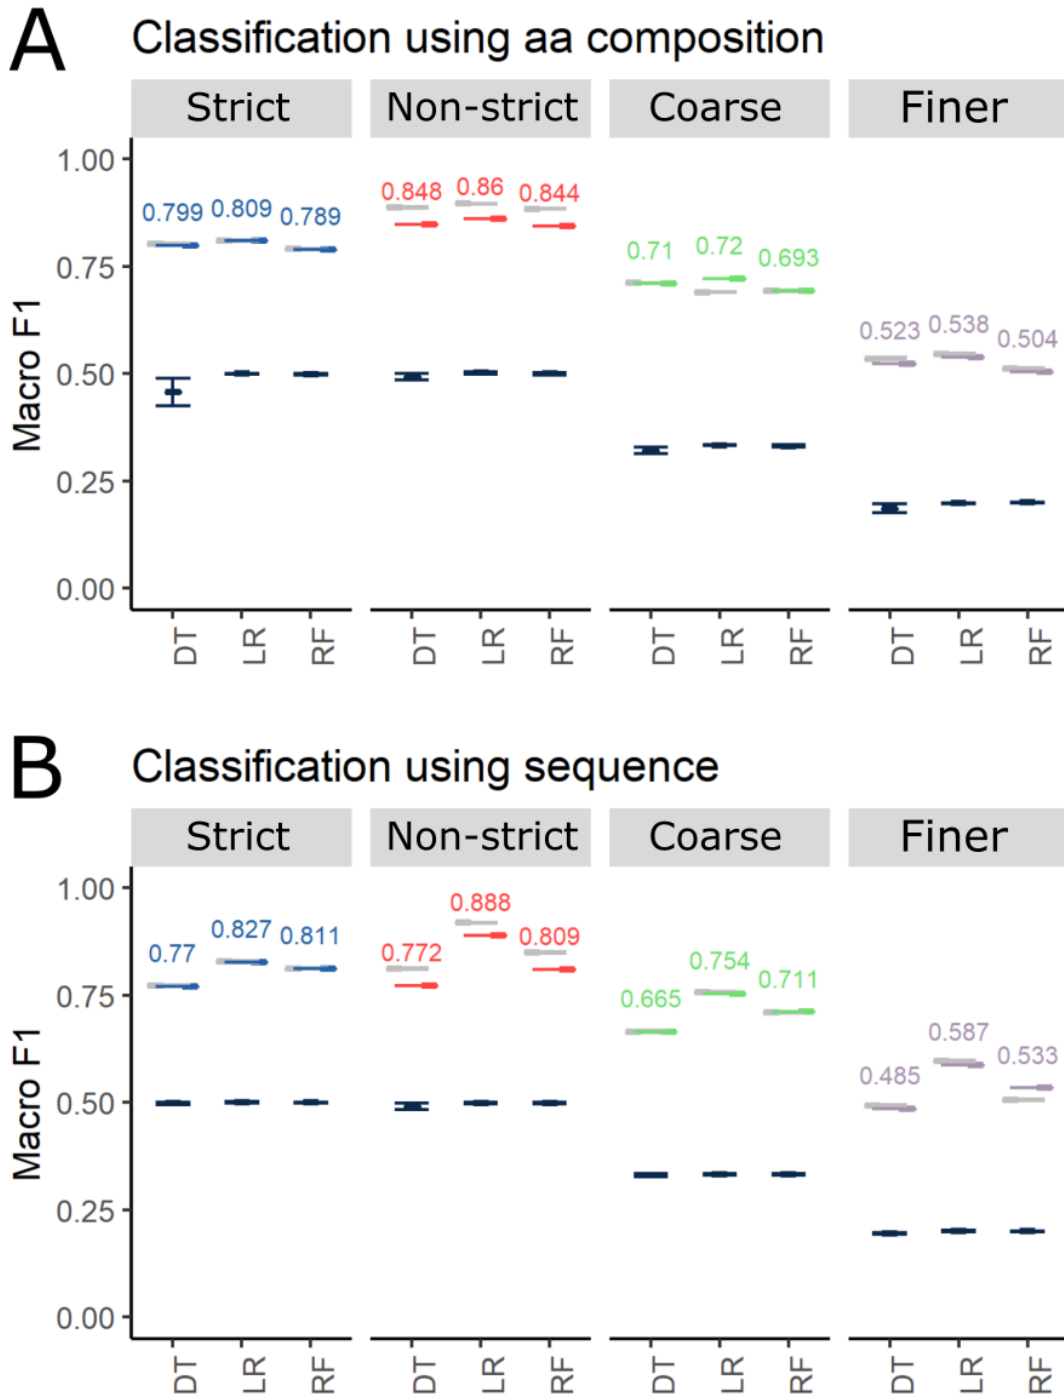 A
Classification using aa composition
Strict Non-strict Coarse Finer
Macro F1
1.00
0.75
0.50
0.25
0.00
0.799 0.809 0.789
0.848 0.86 0.844
0.71 0.72 0.693
0.523 0.538 0.504
DT LR RF DT LR RF DT LR RF DT LR RF
B
Classification using sequence
Strict Non-strict Coarse Finer
Macro F1
1.00
0.75
0.50
0.25
0.00
0.77 0.827 0.811
0.772 0.888 0.809
0.665 0.754 0.711
0.485 0.587 0.533
DT LR RF DT LR RF DT LR RF DT LR RF